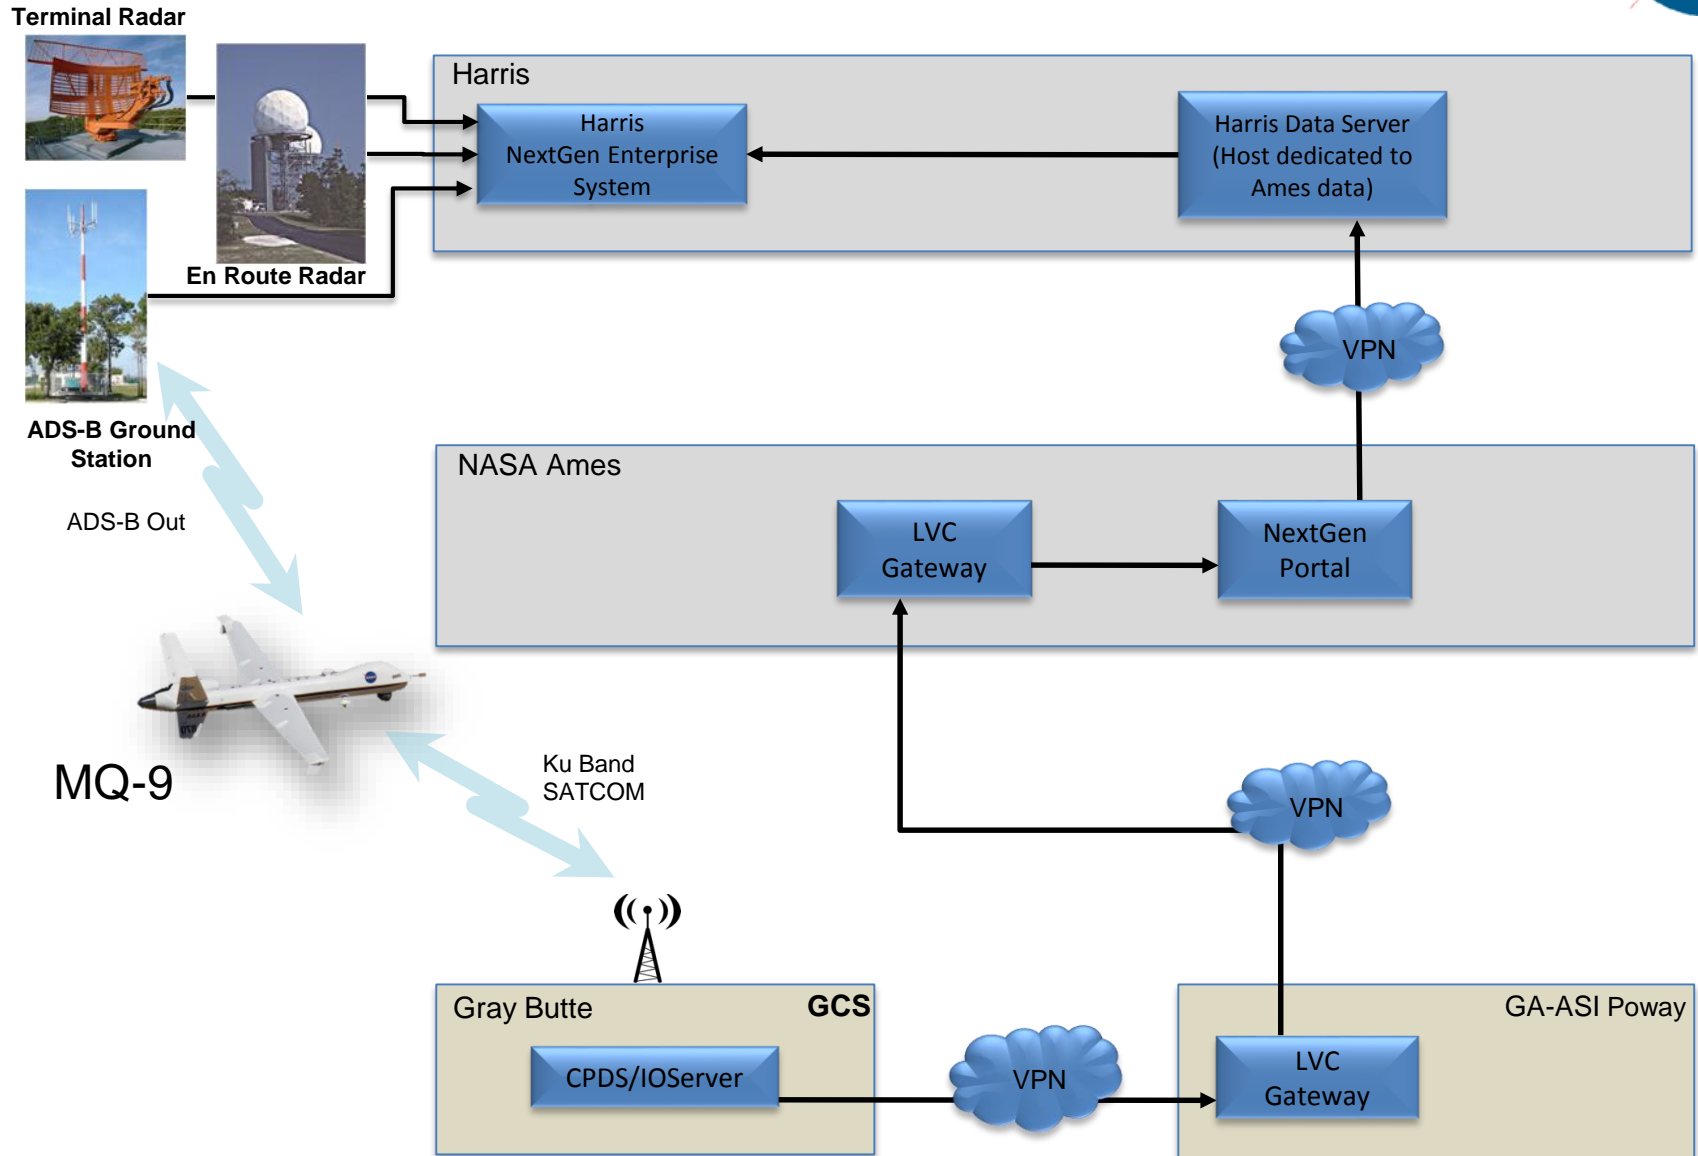 Terminal Radar
Harris
Harris
NextGen Enterprise
System
Harris Data Server
(Host dedicated to
Ames data)
En Route Radar
VPN
ADS-B Ground
Station
ADS-B Out
NASA Ames
LVC
Gateway
NextGen
Portal
MQ-9
Ku Band
SATCOM
VPN
Gray Butte
GCS
CPDS/IOServer
VPN
GA-ASI Poway
LVC
Gateway